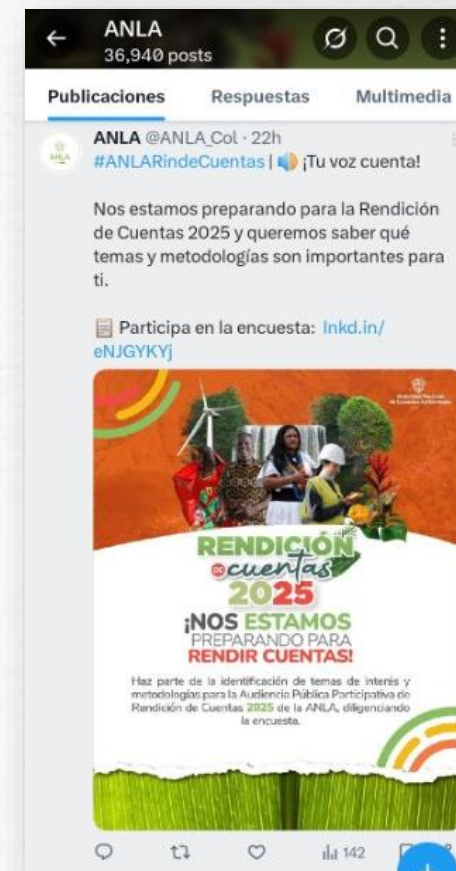 ANLA
36,940 posts
Publicaciones Respuestas Multimedia
ANLA @ANLA_Col · 22h
#ANLARindeCuentas | 🔊 ¡Tu voz cuenta!
Nos estamos preparando para la Rendición
de Cuentas 2025 y queremos saber qué
temas y metodologías son importantes para
ti.
📋 Participa en la encuesta: lnkd.in/
eNJGYKYj
RENDICIÓN
DE cuentas
2025
¡NOS ESTAMOS
PREPARANDO PARA
RENDIR CUENTAS!
Haz parte de la identificación de temas de interés y
metodologías para la Audiencia Pública Participativa de
Rendición de Cuentas 2025 de la ANLA, diligenciando
la encuesta.
142